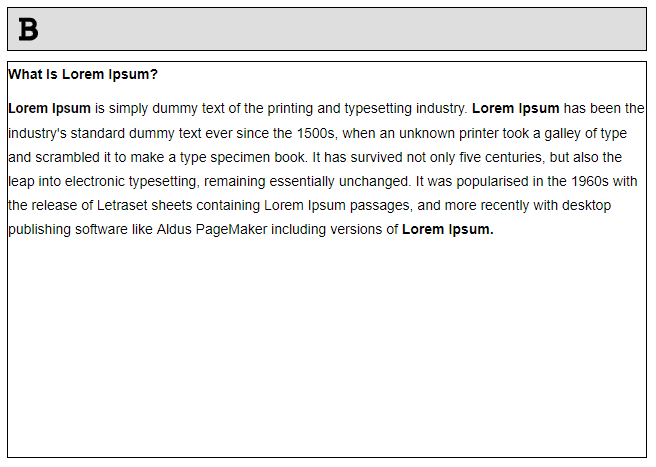 B
What Is Lorem Ipsum?
Lorem Ipsum is simply dummy text of the printing and typesetting industry. Lorem Ipsum has been the
industry's standard dummy text ever since the 1500s, when an unknown printer took a galley of type
and scrambled it to make a type specimen book. It has survived not only five centuries, but also the
leap into electronic typesetting, remaining essentially unchanged. It was popularised in the 1960s with
the release of Letraset sheets containing Lorem Ipsum passages, and more recently with desktop
publishing software like Aldus PageMaker including versions of Lorem Ipsum.